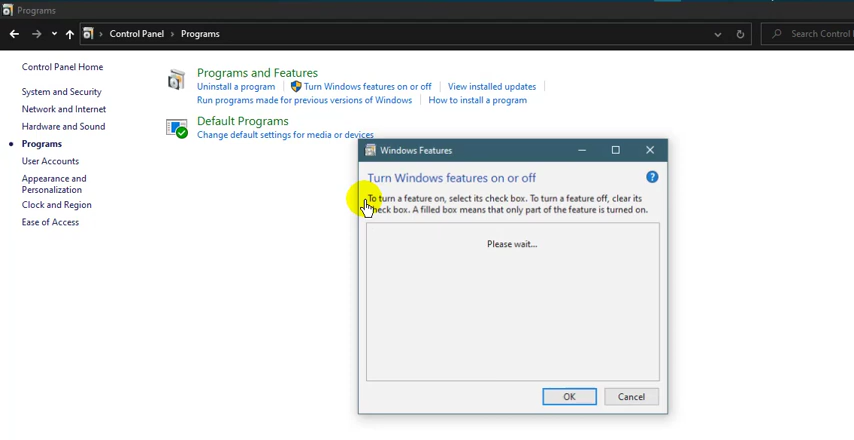 Programs
Control Panel > Programs
Search Control
Control Panel Home
System and Security
Network and Internet
Hardware and Sound
Programs
User Accounts
Appearance and
Personalization
Clock and Region
Ease of Access
Programs and Features
Uninstall a program
Turn Windows features on or off
View installed updates
Run programs made for previous versions of Windows
How to install a program
Default Programs
Change default settings for media or devices
Windows Features
Turn Windows features on or off
To turn a feature on, select its check box. To turn a feature off, clear its
check box. A filled box means that only part of the feature is turned on.
Please wait...
OK
Cancel